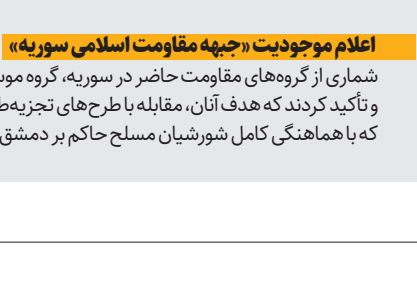 اعلام موجودیت «جبهه مقاومت اسلامی سوریه»
شماری از گروه‌های مقاومت حاضر در سوریه، گروه
و تأکید کردند که هدف آنان، مقابله با طرح‌های
که با هماهنگی کامل شورشیان مسلح حاکم بر دمشق